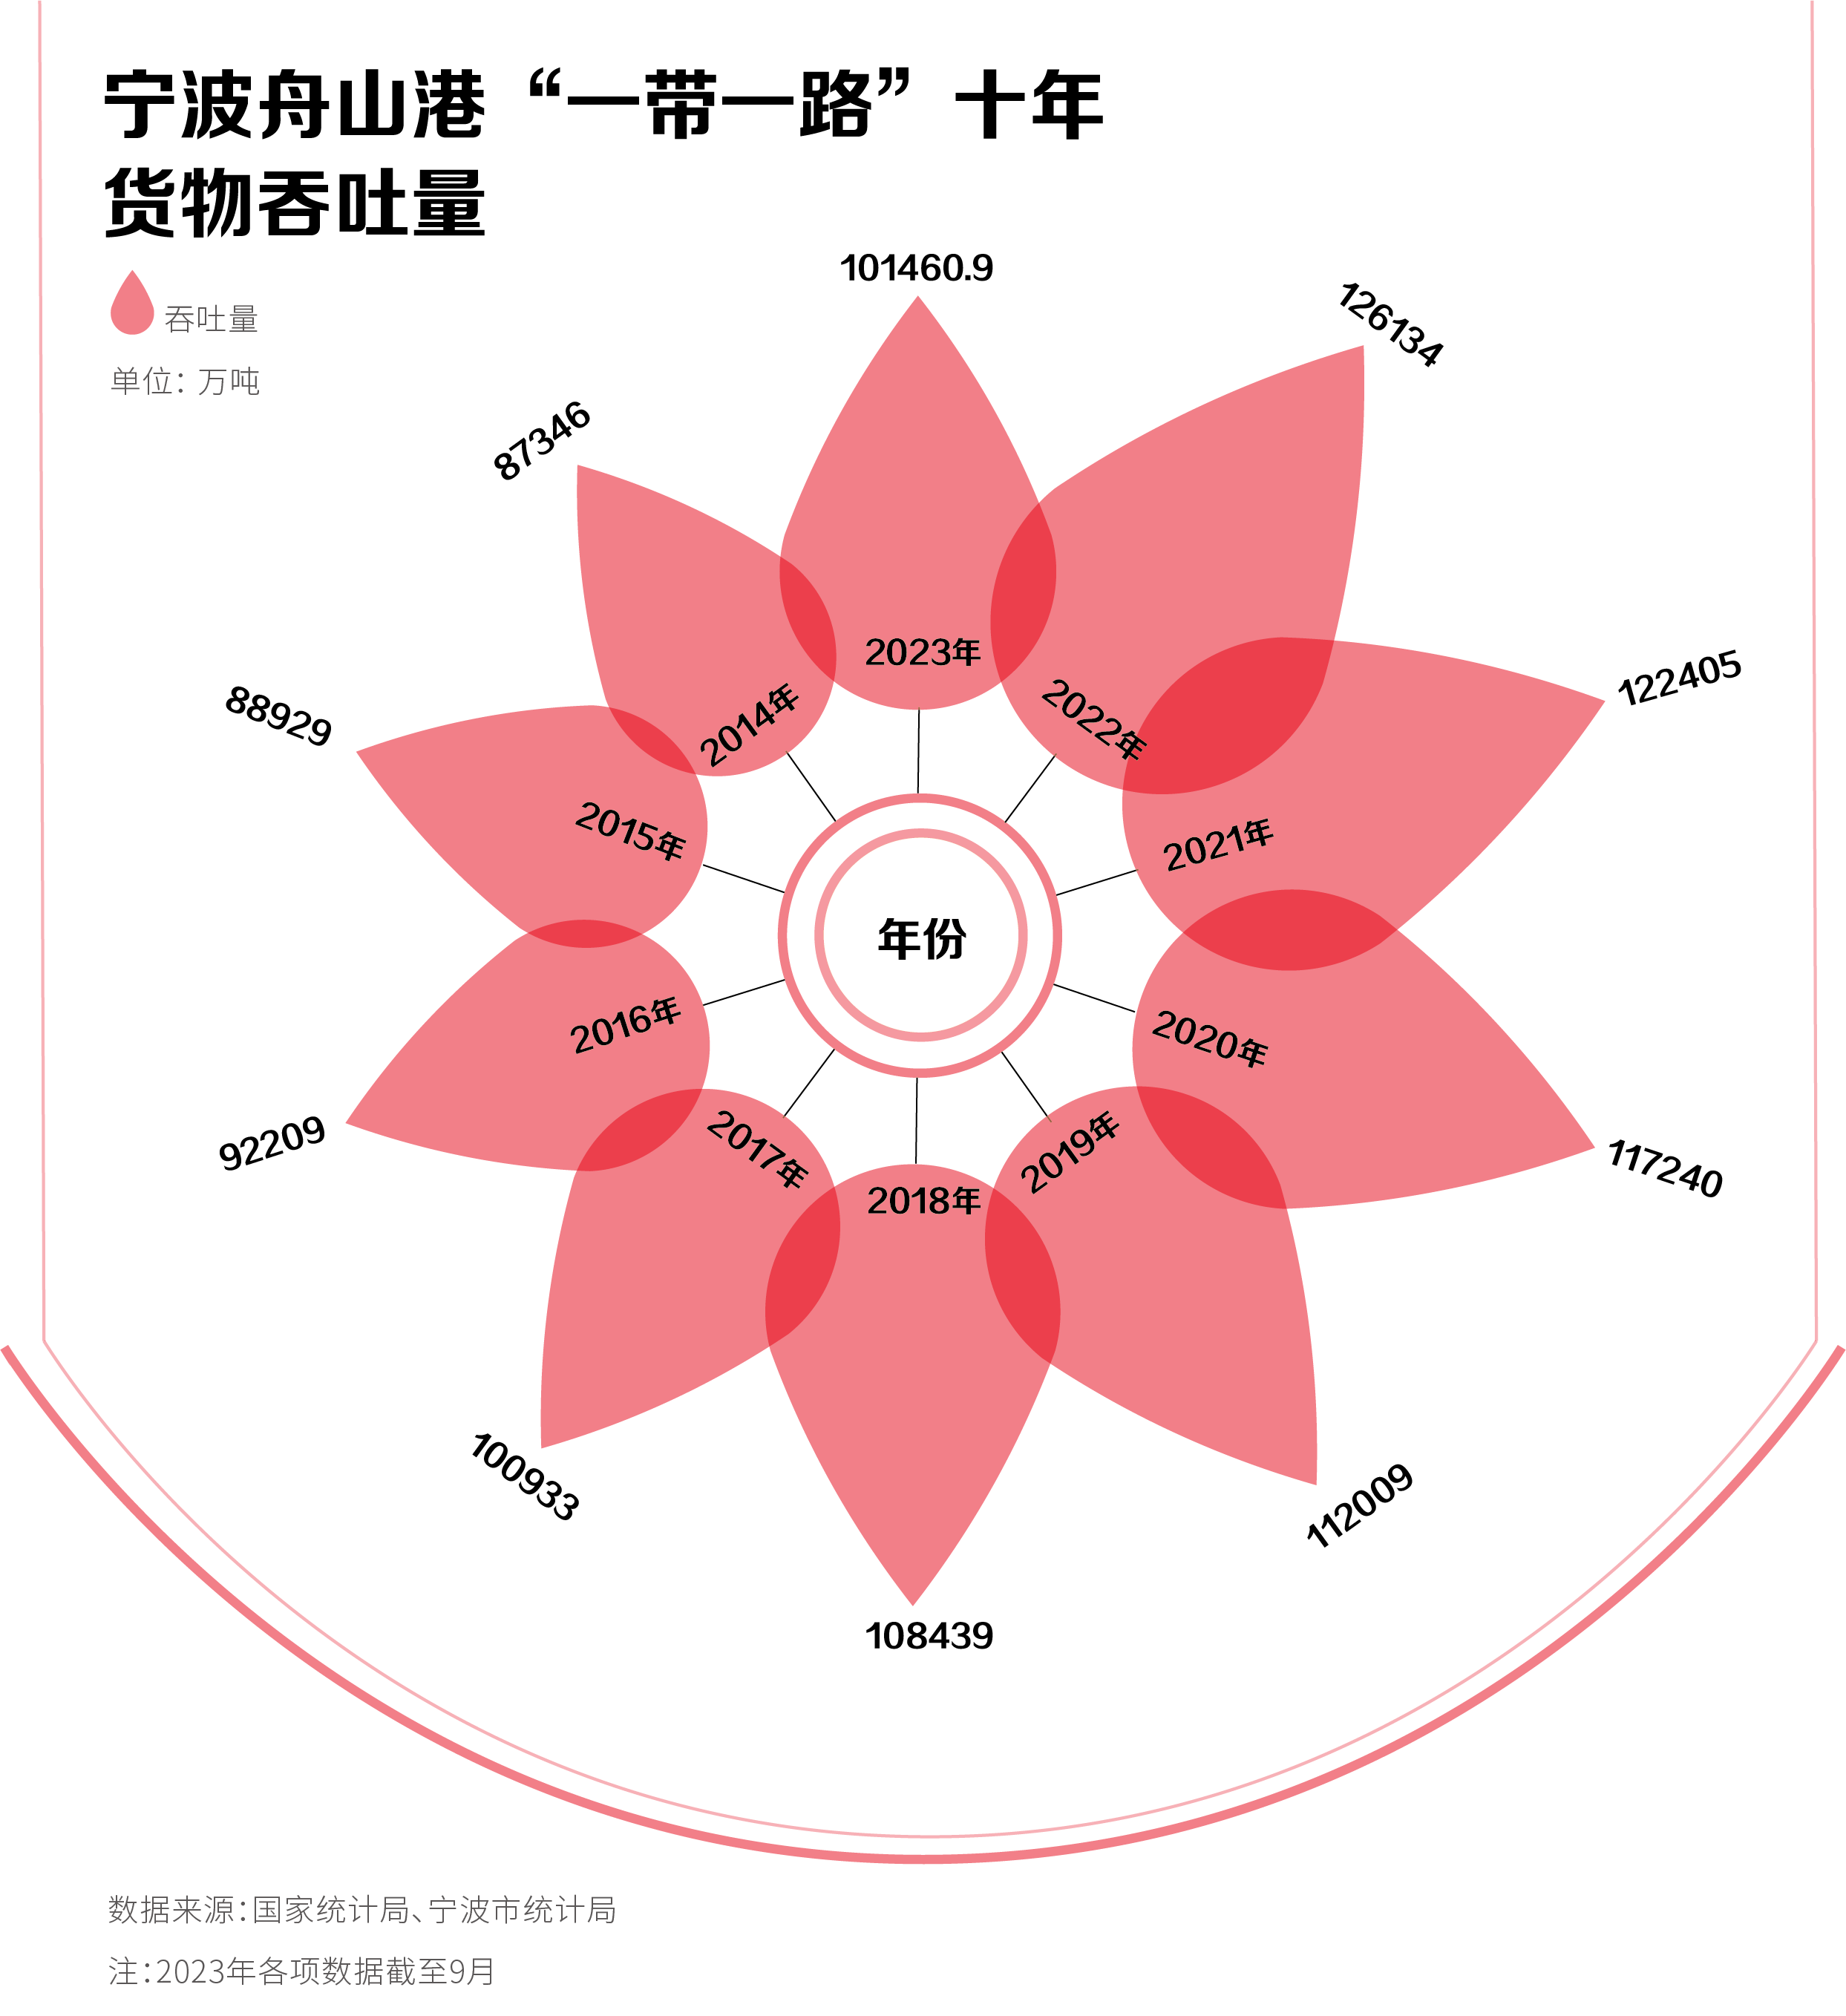 宁波舟山港“一带一路”十年
货物吞吐量
吞吐量
单位：万吨
101460.9
126134
122405
117240
112009
108439
100933
92209
88929
87346
2023年
2022年
2021年
2020年
2019年
2018年
2017年
2016年
2015年
2014年
年份
数据来源：国家统计局、宁波市统计局
注：2023年各项数据截至9月